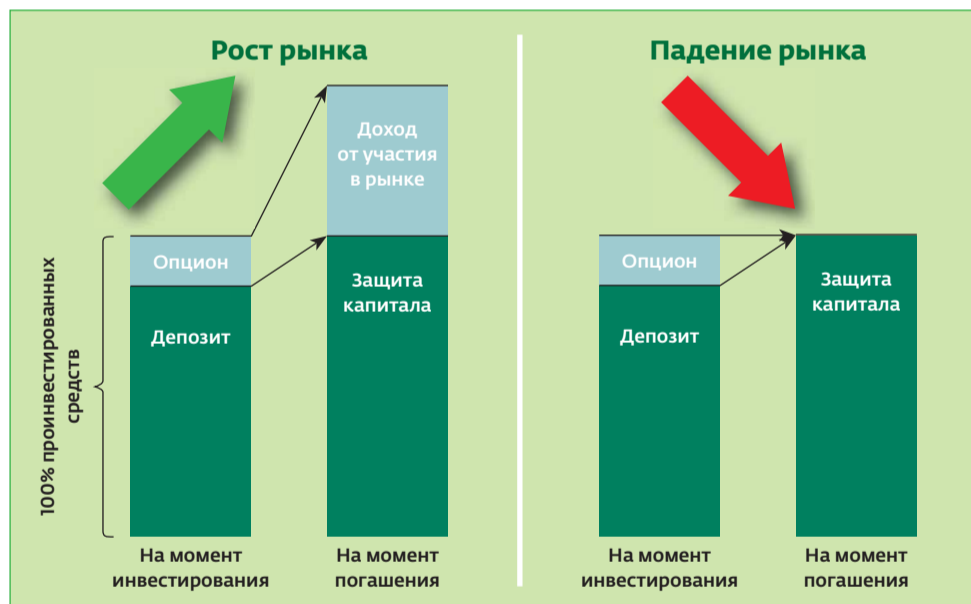 Рост рынка
Доход
от участия
в рынке
Опцион
Защита
капитала
Депозит
100% проинвестированных
средств
На момент
инвестирования
На момент
погашения
Падение рынка
Опцион
Защита
капитала
Депозит
На момент
инвестирования
На момент
погашения